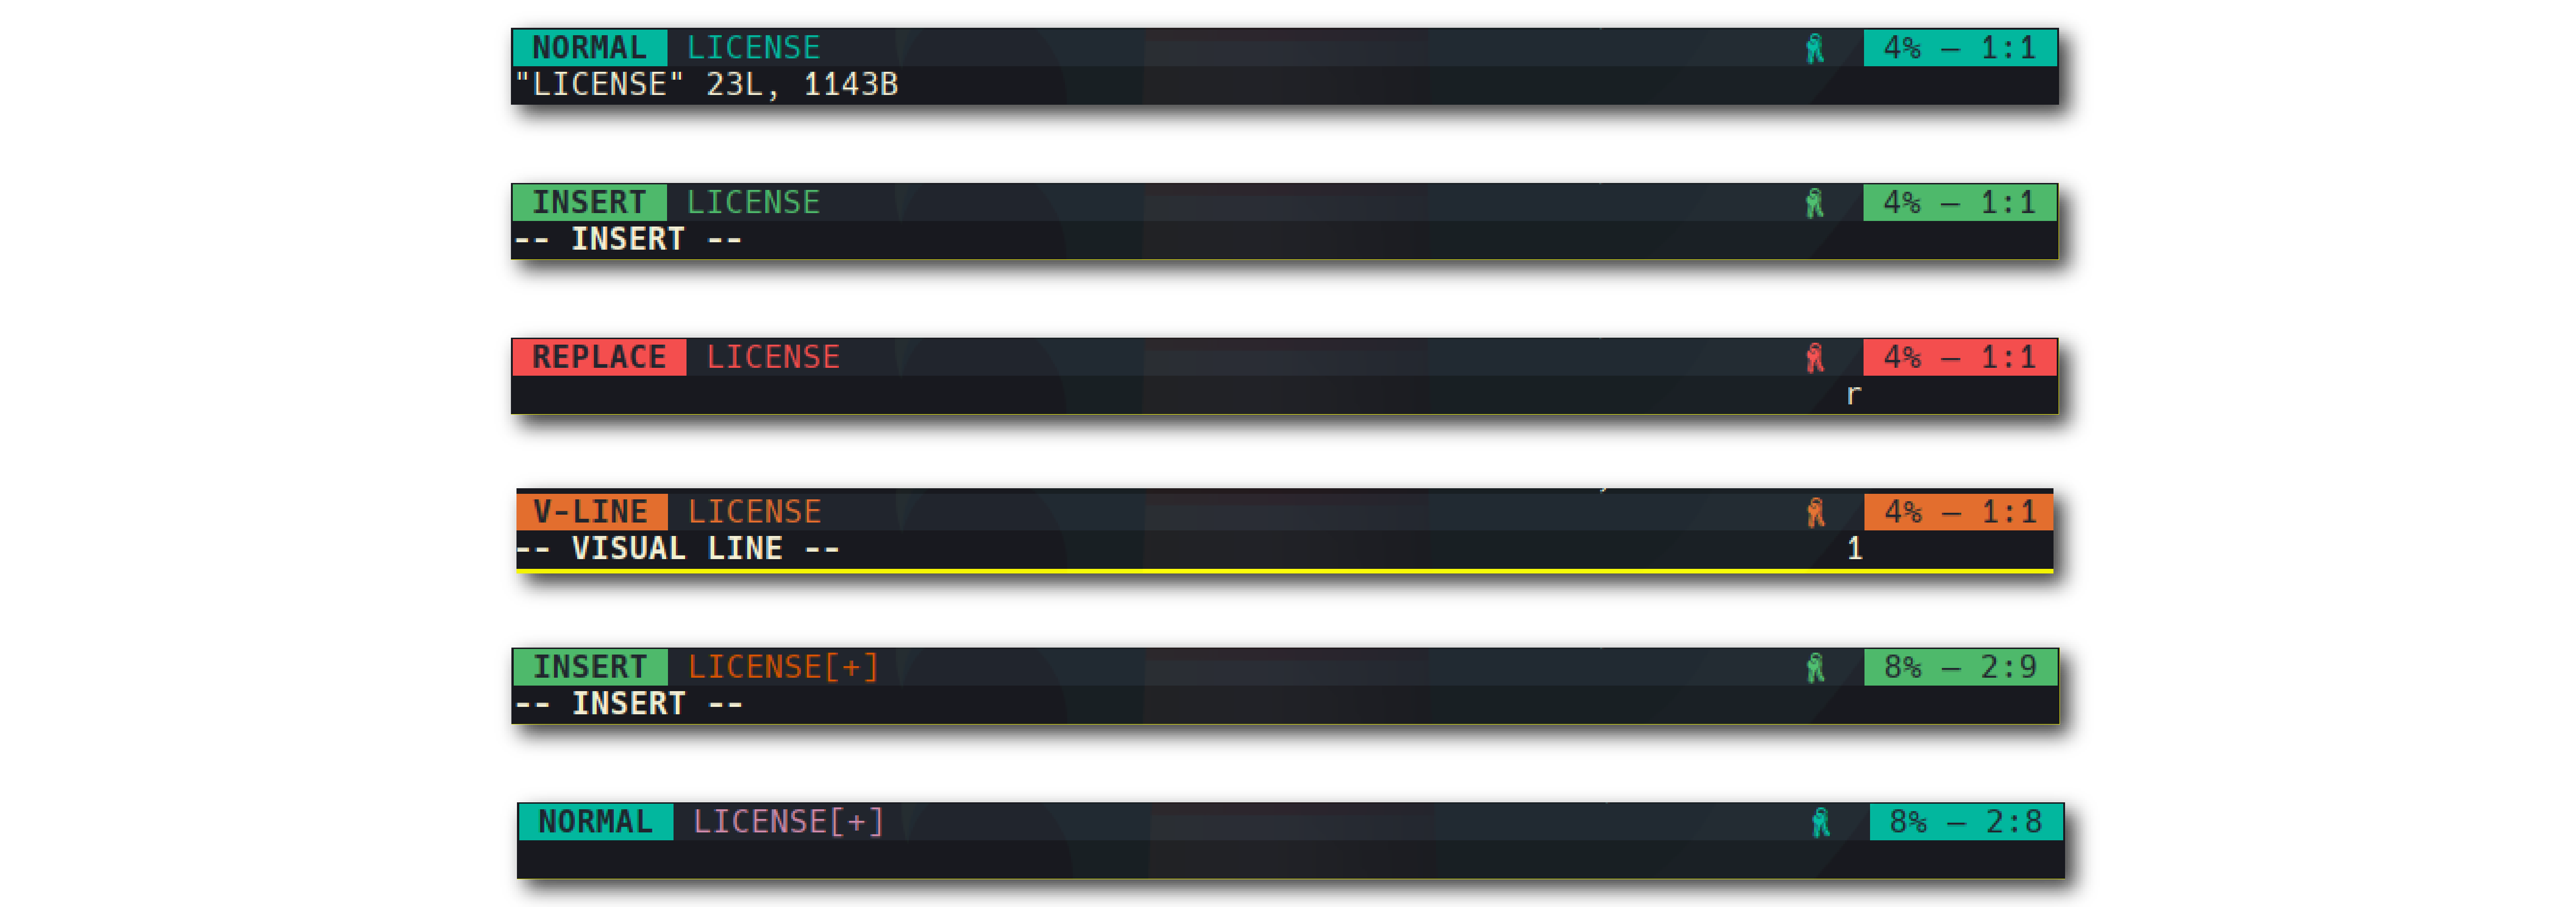 NORMAL LICENSE 4% — 1:1
"LICENSE" 23L, 1143B
INSERT LICENSE 4% — 1:1
-- INSERT --
REPLACE LICENSE 4% — 1:1
r
V-LINE LICENSE 4% — 1:1
-- VISUAL LINE -- 1
INSERT LICENSE[+] 8% — 2:9
-- INSERT --
NORMAL LICENSE[+] 8% — 2:8